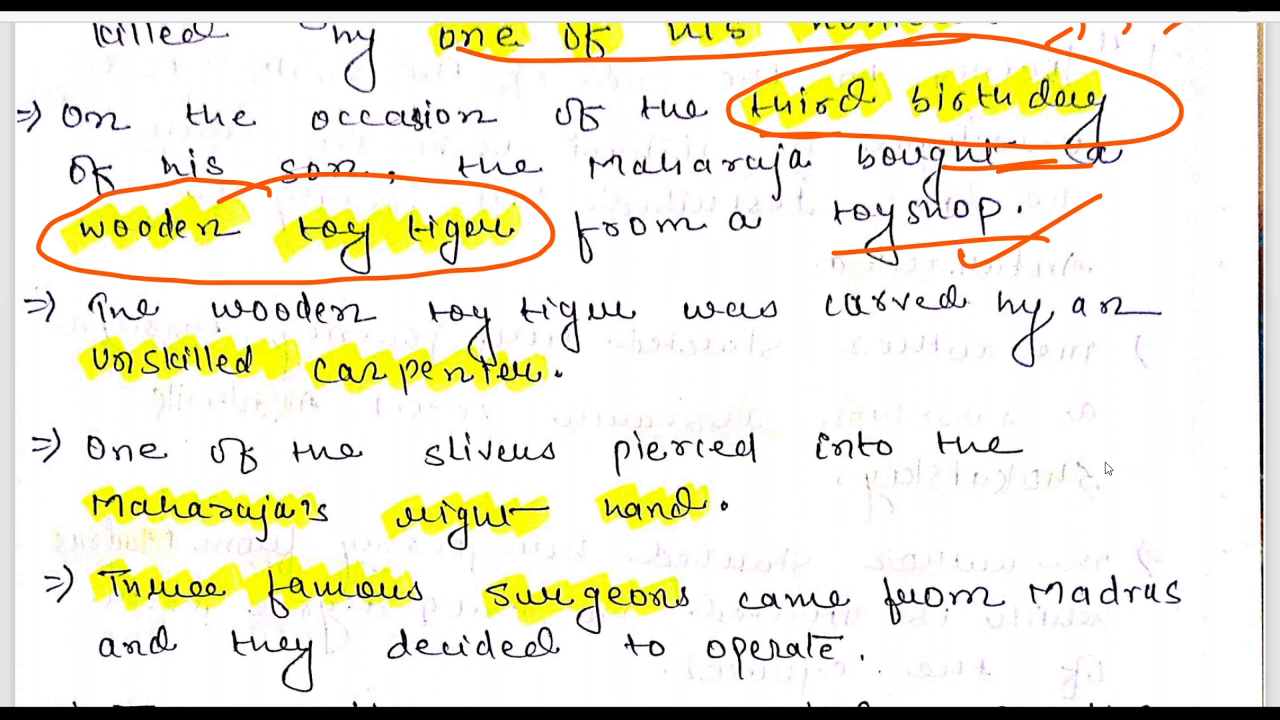 killed by one of his
⇒ On the occasion of the third birthday
of his son, the Maharaja bought a
wooden toy tiger from a toyshop.
⇒ The wooden toy tiger was carved by an
unskilled carpenter.
⇒ One of the slivers pierced into the
Maharaja's right hand.
⇒ Three famous surgeons came from Madras
and they decided to operate.